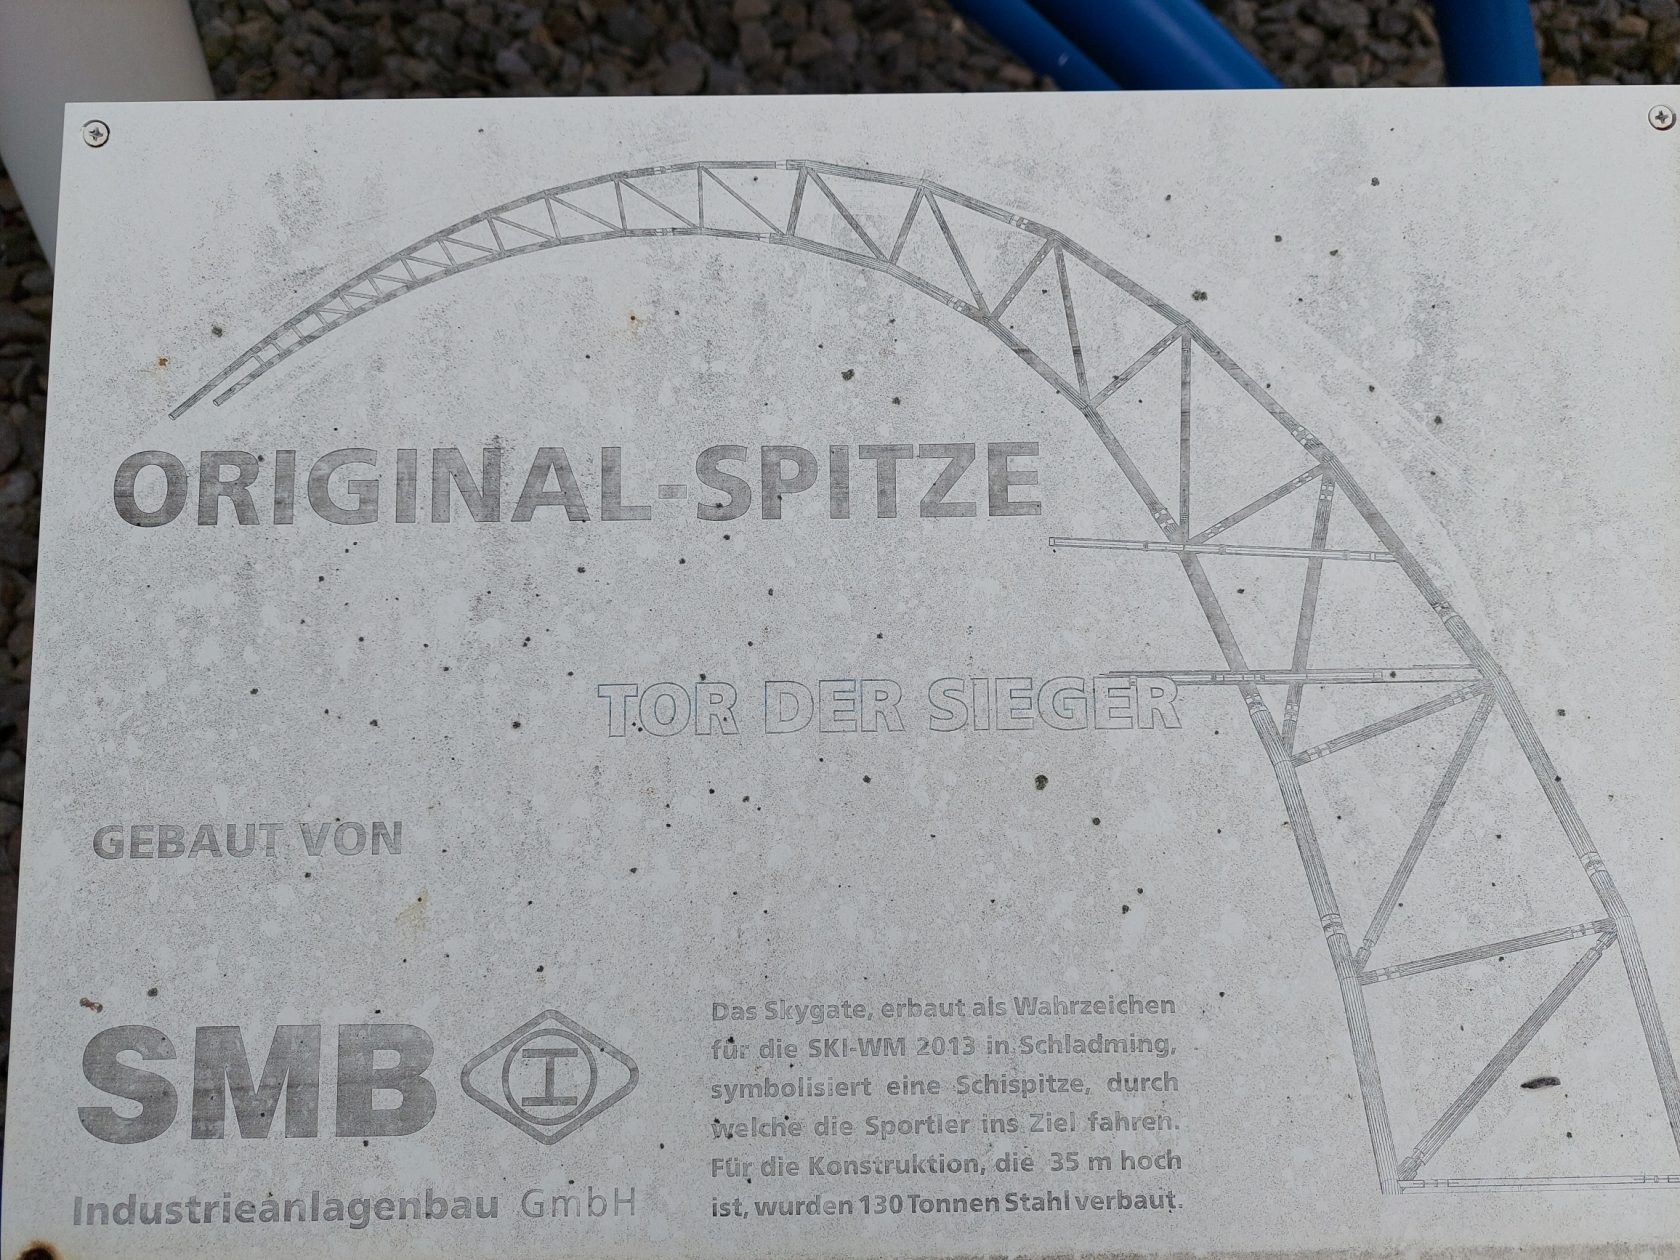 ORIGINAL-SPITZE
TOR DER SIEGER
GEBAUT VON
SMB
Industrieanlagenbau GmbH
Das Skygate, erbaut als Wahrzeichen
für die SKI-WM 2013 in Schladming,
symbolisiert eine Schispitze, durch
welche die Sportler ins Ziel fahren.
Für die Konstruktion, die 35 m hoch
ist, wurden 130 Tonnen Stahl verbaut.